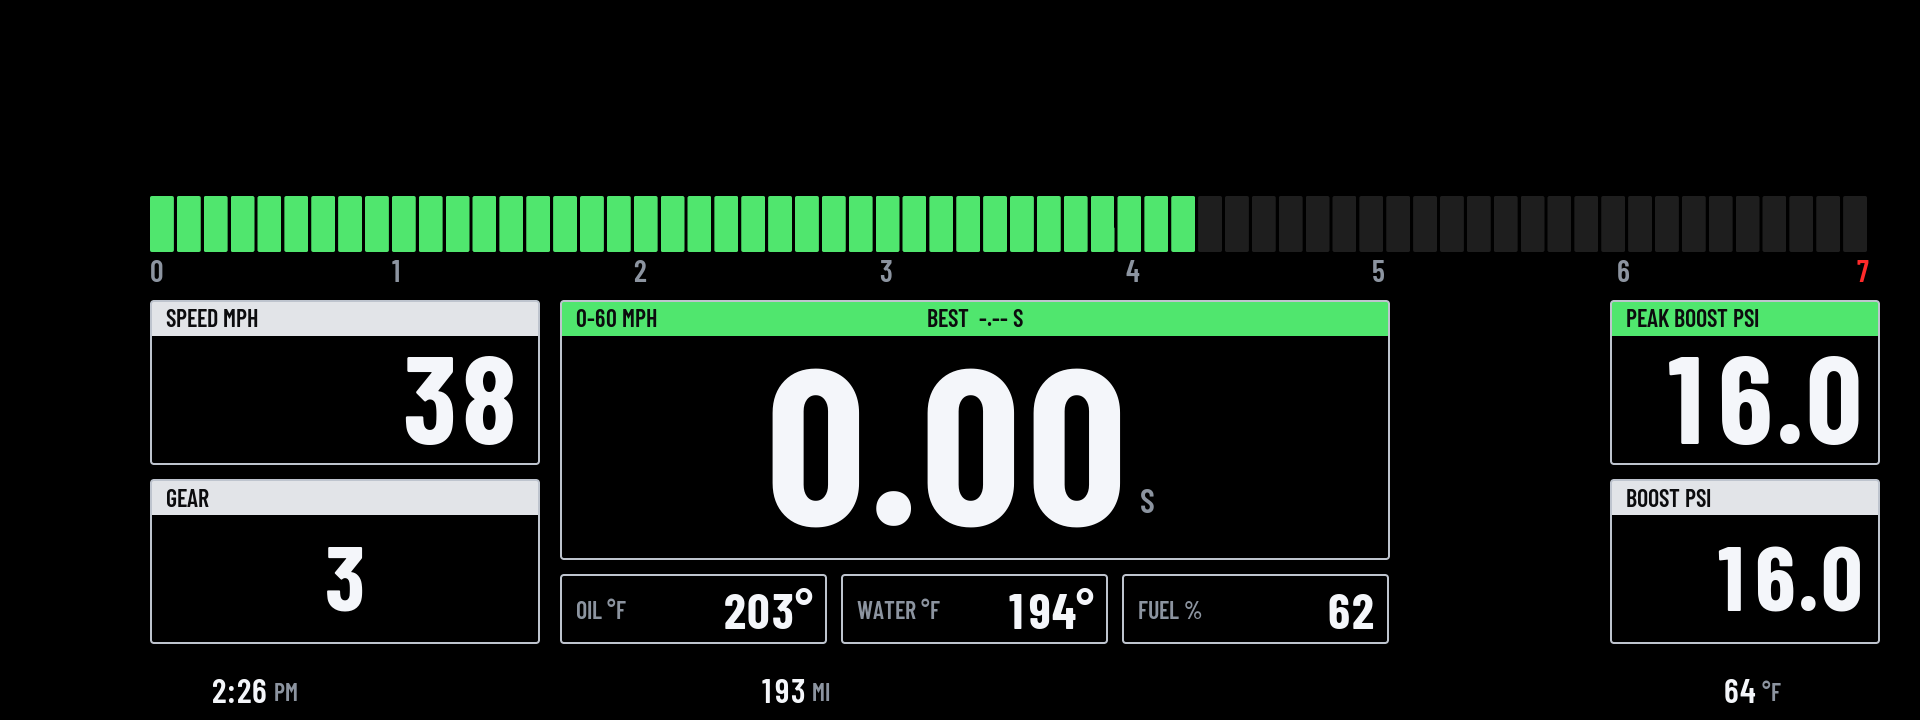 0 1 2 3 4 5 6 7
SPEED MPH
38
0-60 MPH BEST -.-- S
0.00 S
PEAK BOOST PSI
16.0
GEAR
3
BOOST PSI
16.0
OIL °F 203°
WATER °F 194°
FUEL % 62
2:26 PM
193 MI
64 °F